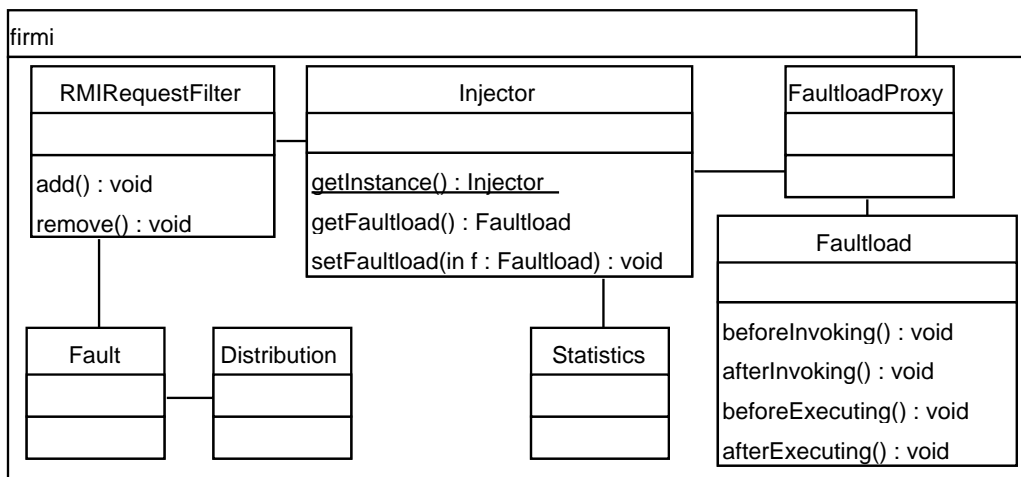 firmi
RMIRequestFilter
add() : void
remove() : void
Injector
getInstance() : Injector
getFaultload() : Faultload
setFaultload(in f : Faultload) : void
FaultloadProxy
Faultload
beforeInvoking() : void
afterInvoking() : void
beforeExecuting() : void
afterExecuting() : void
Fault
Distribution
Statistics